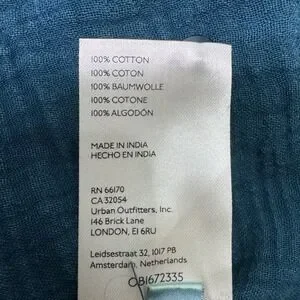 100% COTTON
100% COTON
100% BAUMWOLLE
100% COTONE
100% ALGODÓN
MADE IN INDIA
HECHO EN INDIA
RN 66170
CA 32054
Urban Outfitters, Inc.
146 Brick Lane
LONDON, E1 6RU
Leidsestraat 32, 1017 PB
Amsterdam, Netherlands
OB1672335